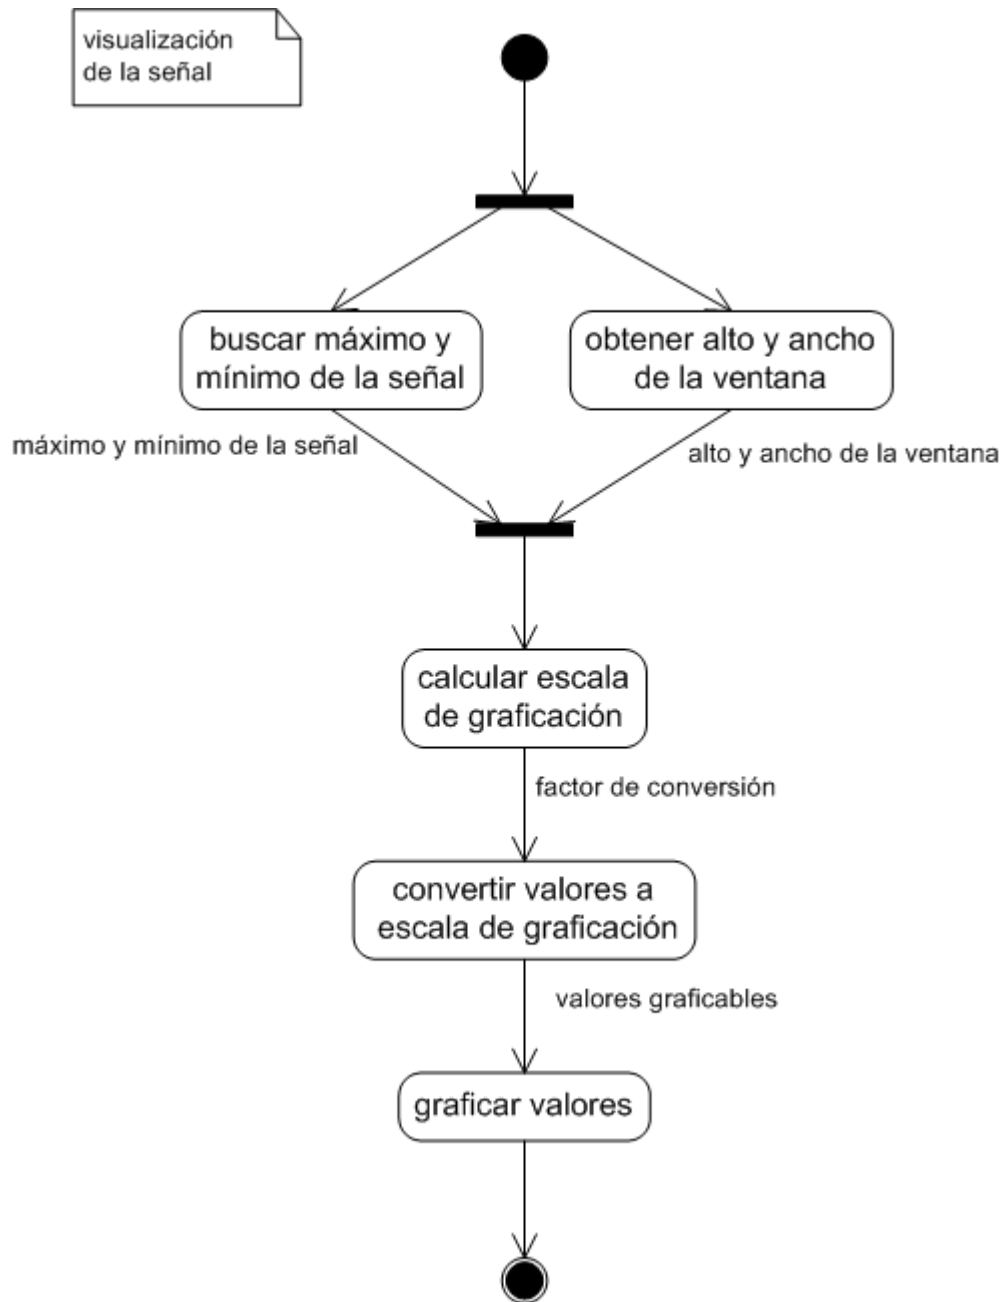 visualización
de la señal
buscar máximo y
mínimo de la señal
obtener alto y ancho
de la ventana
máximo y mínimo de la señal
alto y ancho de la ventana
calcular escala
de graficación
factor de conversión
convertir valores a
escala de graficación
valores graficables
graficar valores